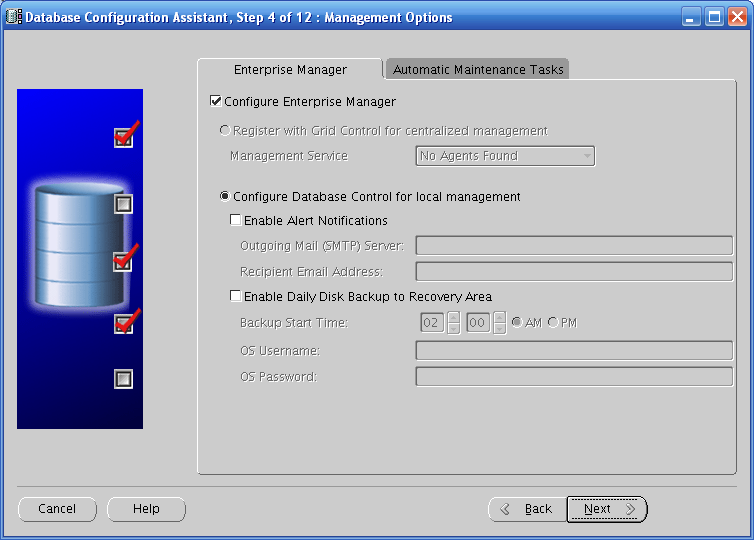 Database Configuration Assistant, Step 4 of 12 : Management Options
Enterprise Manager Automatic Maintenance Tasks
Configure Enterprise Manager
Register with Grid Control for centralized management
Management Service No Agents Found
Configure Database Control for local management
Enable Alert Notifications
Outgoing Mail (SMTP) Server:
Recipient Email Address:
Enable Daily Disk Backup to Recovery Area
Backup Start Time: 02 00 AM PM
OS Username:
OS Password:
Cancel Help Back Next